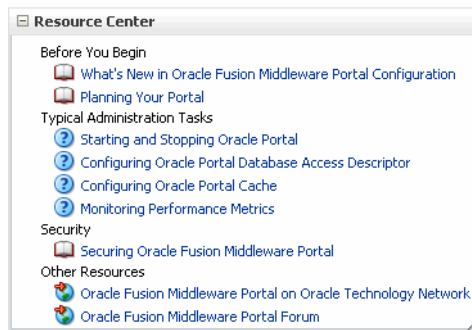 Resource Center
Before You Begin
What's New in Oracle Fusion Middleware Portal Configuration
Planning Your Portal
Typical Administration Tasks
Starting and Stopping Oracle Portal
Configuring Oracle Portal Database Access Descriptor
Configuring Oracle Portal Cache
Monitoring Performance Metrics
Security
Securing Oracle Fusion Middleware Portal
Other Resources
Oracle Fusion Middleware Portal on Oracle Technology Network
Oracle Fusion Middleware Portal Forum